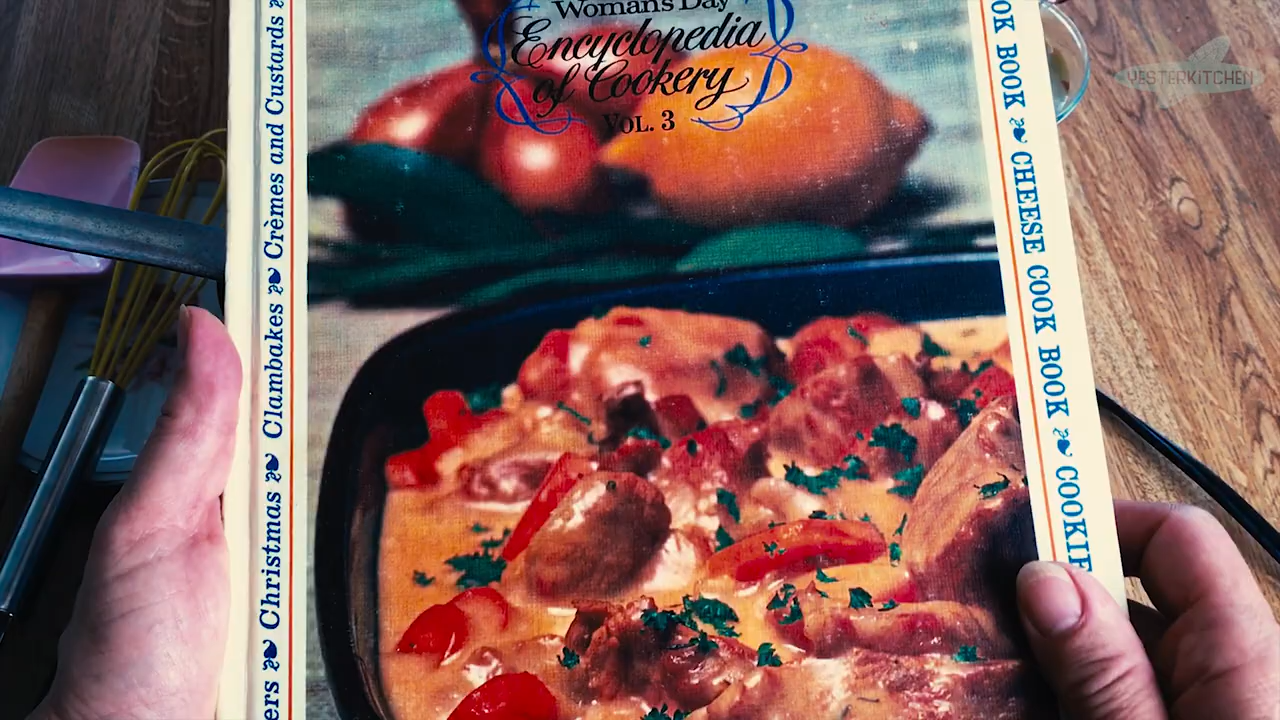 Woman's Day
Encyclopedia
of Cookery
VOL. 3
ers ❧ Christmas ❧ Clambakes ❧ Crèmes and Custards ❧
OK BOOK ❧ CHEESE COOK BOOK ❧ COOKIE
YESTERKITCHEN